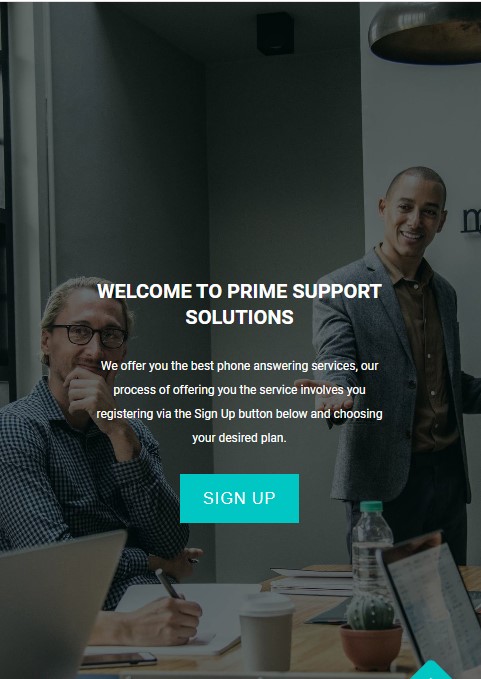 WELCOME TO PRIME SUPPORT
SOLUTIONS
We offer you the best phone answering services, our
process of offering you the service involves you
registering via the Sign Up button below and choosing
your desired plan.
SIGN UP